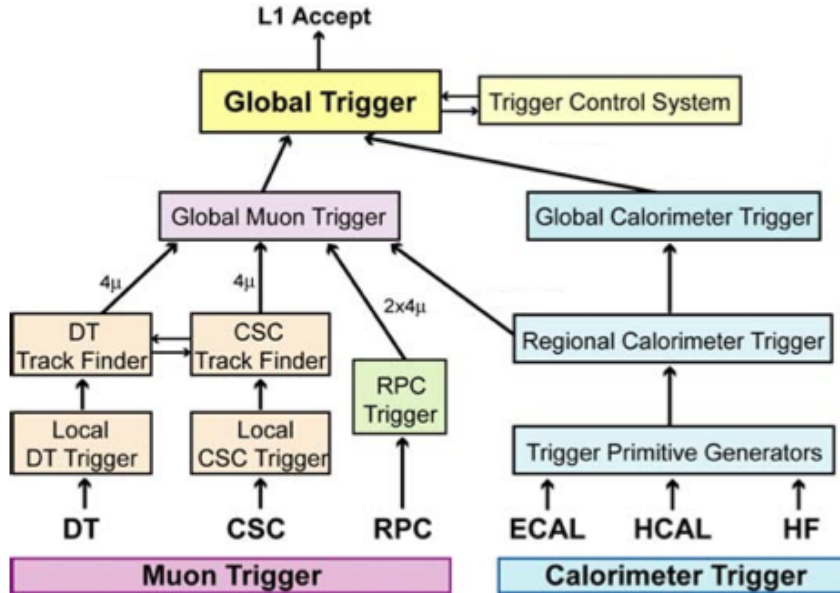 L1 Accept
Global Trigger
Trigger Control System
Global Muon Trigger
Global Calorimeter Trigger
4μ
4μ
2x4μ
DT
Track Finder
CSC
Track Finder
Regional Calorimeter Trigger
RPC
Trigger
Local
DT Trigger
Local
CSC Trigger
Trigger Primitive Generators
DT
CSC
RPC
ECAL
HCAL
HF
Muon Trigger
Calorimeter Trigger